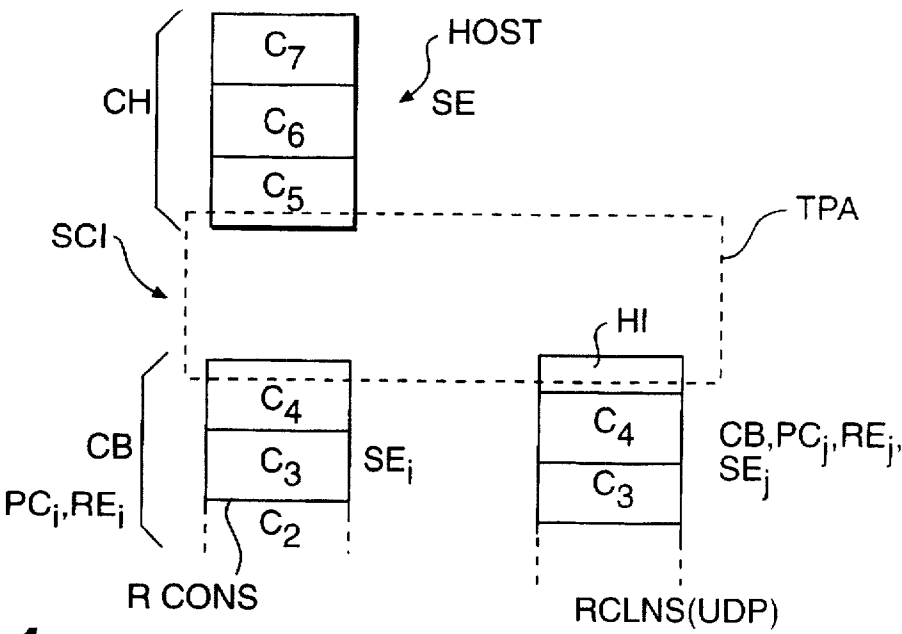 C7
HOST
CH
SE
C6
C5
TPA
SCI
HI
C4
CB
C3
SEi
PCi,REi
C2
C4
C3
CB,PCj,REj,
SEj
R CONS
RCLNS(UDP)